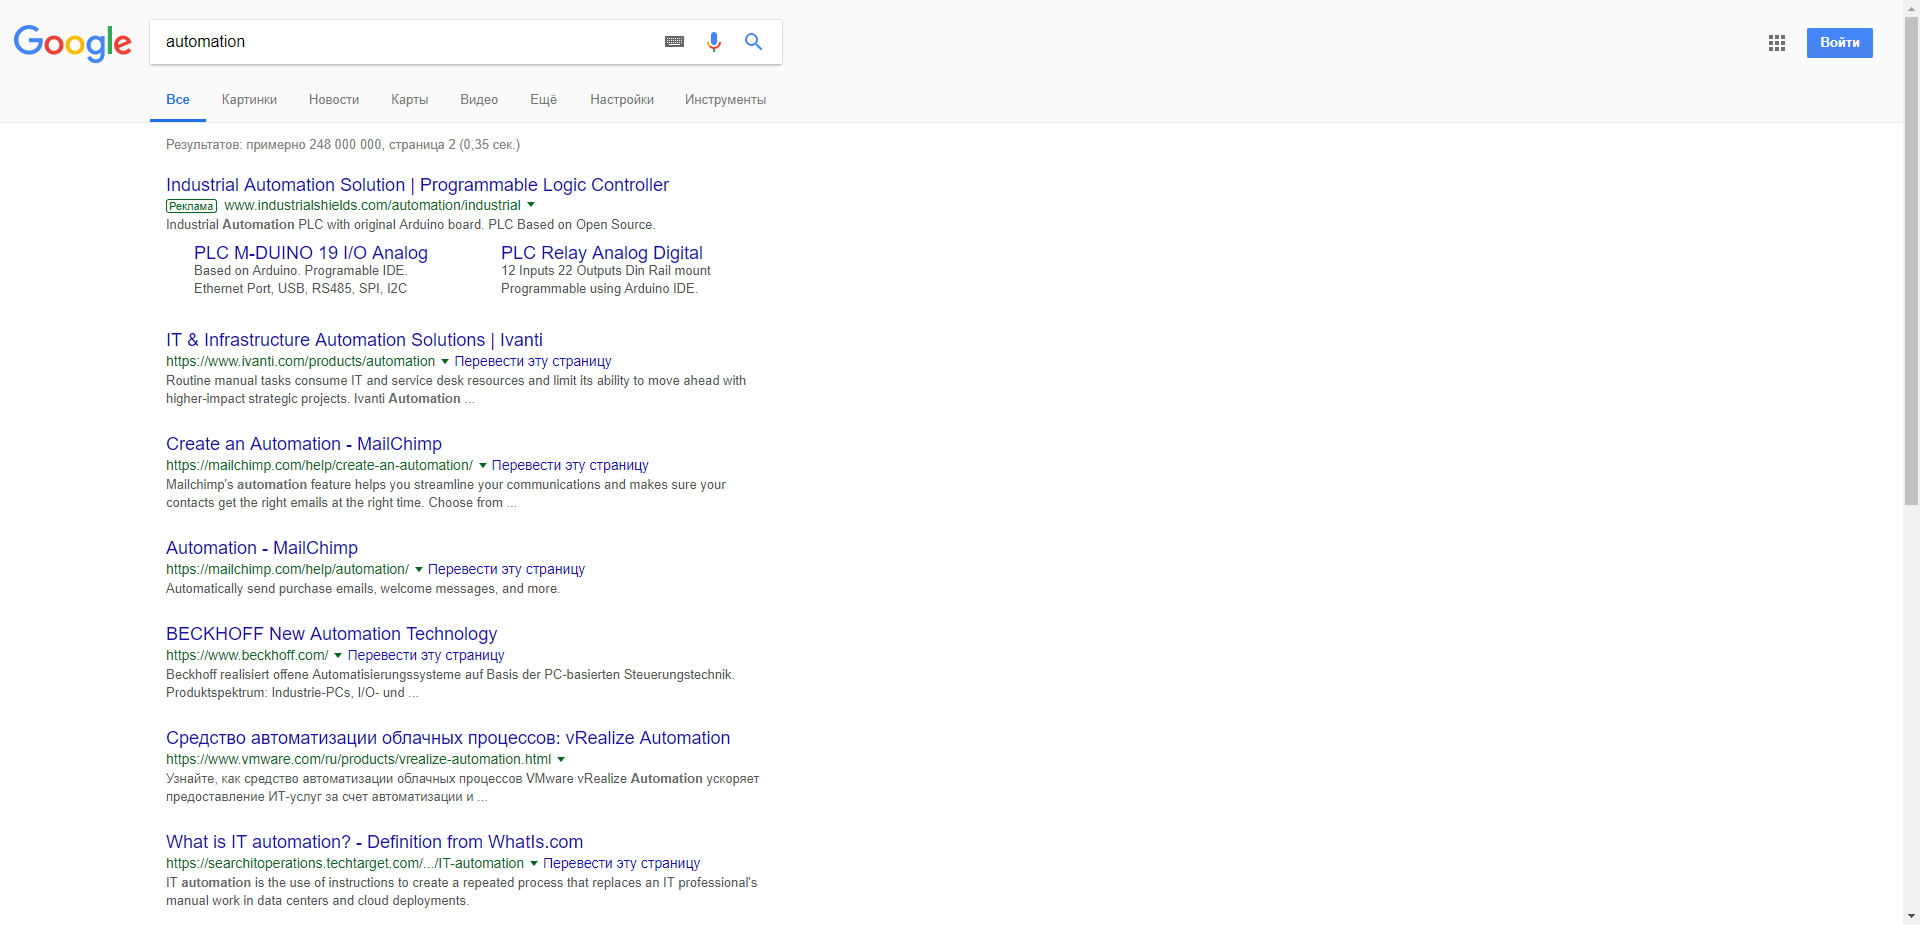 Google
automation
Войти
Все Картинки Новости Карты Видео Ещё Настройки Инструменты
Результатов: примерно 248 000 000, страница 2 (0,35 сек.)
Industrial Automation Solution | Programmable Logic Controller
Реклама www.industrialshields.com/automation/industrial
Industrial Automation PLC with original Arduino board. PLC Based on Open Source.
PLC M-DUINO 19 I/O Analog
Based on Arduino. Programable IDE.
Ethernet Port, USB, RS485, SPI, I2C
PLC Relay Analog Digital
12 Inputs 22 Outputs Din Rail mount
Programmable using Arduino IDE.
IT & Infrastructure Automation Solutions | Ivanti
https://www.ivanti.com/products/automation Перевести эту страницу
Routine manual tasks consume IT and service desk resources and limit its ability to move ahead with
higher-impact strategic projects. Ivanti Automation ...
Create an Automation - MailChimp
https://mailchimp.com/help/create-an-automation/ Перевести эту страницу
Mailchimp's automation feature helps you streamline your communications and makes sure your
contacts get the right emails at the right time. Choose from ...
Automation - MailChimp
https://mailchimp.com/help/automation/ Перевести эту страницу
Automatically send purchase emails, welcome messages, and more.
BECKHOFF New Automation Technology
https://www.beckhoff.com/ Перевести эту страницу
Beckhoff realisiert offene Automatisierungssysteme auf Basis der PC-basierten Steuerungstechnik.
Produktspektrum: Industrie-PCs, I/O- und ...
Средство автоматизации облачных процессов: vRealize Automation
https://www.vmware.com/ru/products/vrealize-automation.html
Узнайте, как средство автоматизации облачных процессов VMware vRealize Automation ускоряет
предоставление ИТ-услуг за счет автоматизации и ...
What is IT automation? - Definition from WhatIs.com
https://searchitoperations.techtarget.com/.../IT-automation Перевести эту страницу
IT automation is the use of instructions to create a repeated process that replaces an IT professional's
manual work in data centers and cloud deployments.